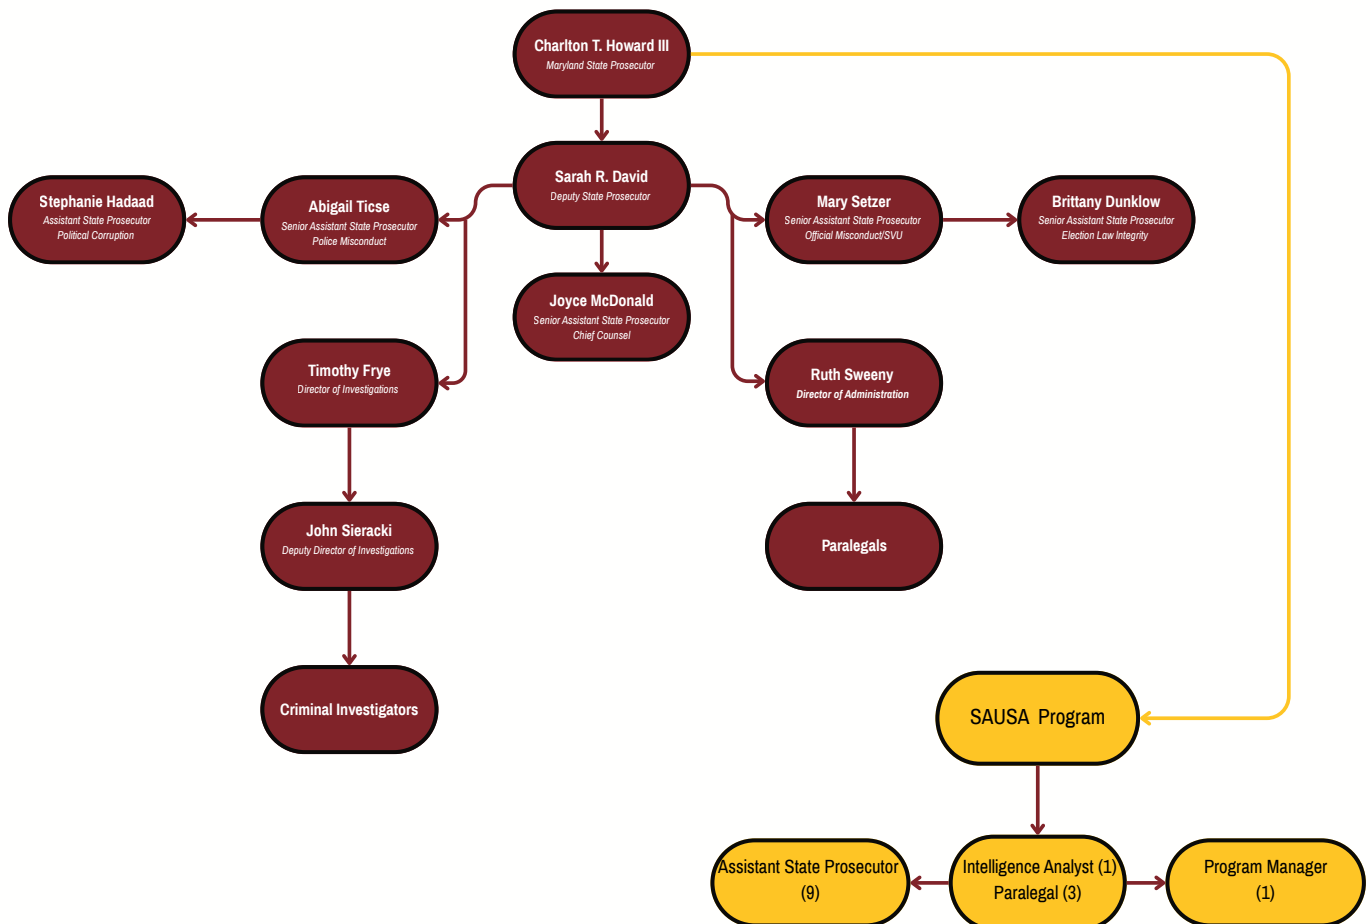 Charlton T. Howard III
Maryland State Prosecutor
Sarah R. David
Deputy State Prosecutor
Stephanie Hadaad
Assistant State Prosecutor
Political Corruption
Abigail Ticse
Senior Assistant State Prosecutor
Police Misconduct
Mary Setzer
Senior Assistant State Prosecutor
Official Misconduct/SVU
Brittany Dunklow
Senior Assistant State Prosecutor
Election Law Integrity
Joyce McDonald
Senior Assistant State Prosecutor
Chief Counsel
Timothy Frye
Director of Investigations
Ruth Sweeny
Director of Administration
John Sieracki
Deputy Director of Investigations
Paralegals
Criminal Investigators
SAUSA Program
Assistant State Prosecutor
(9)
Intelligence Analyst (1)
Paralegal (3)
Program Manager
(1)